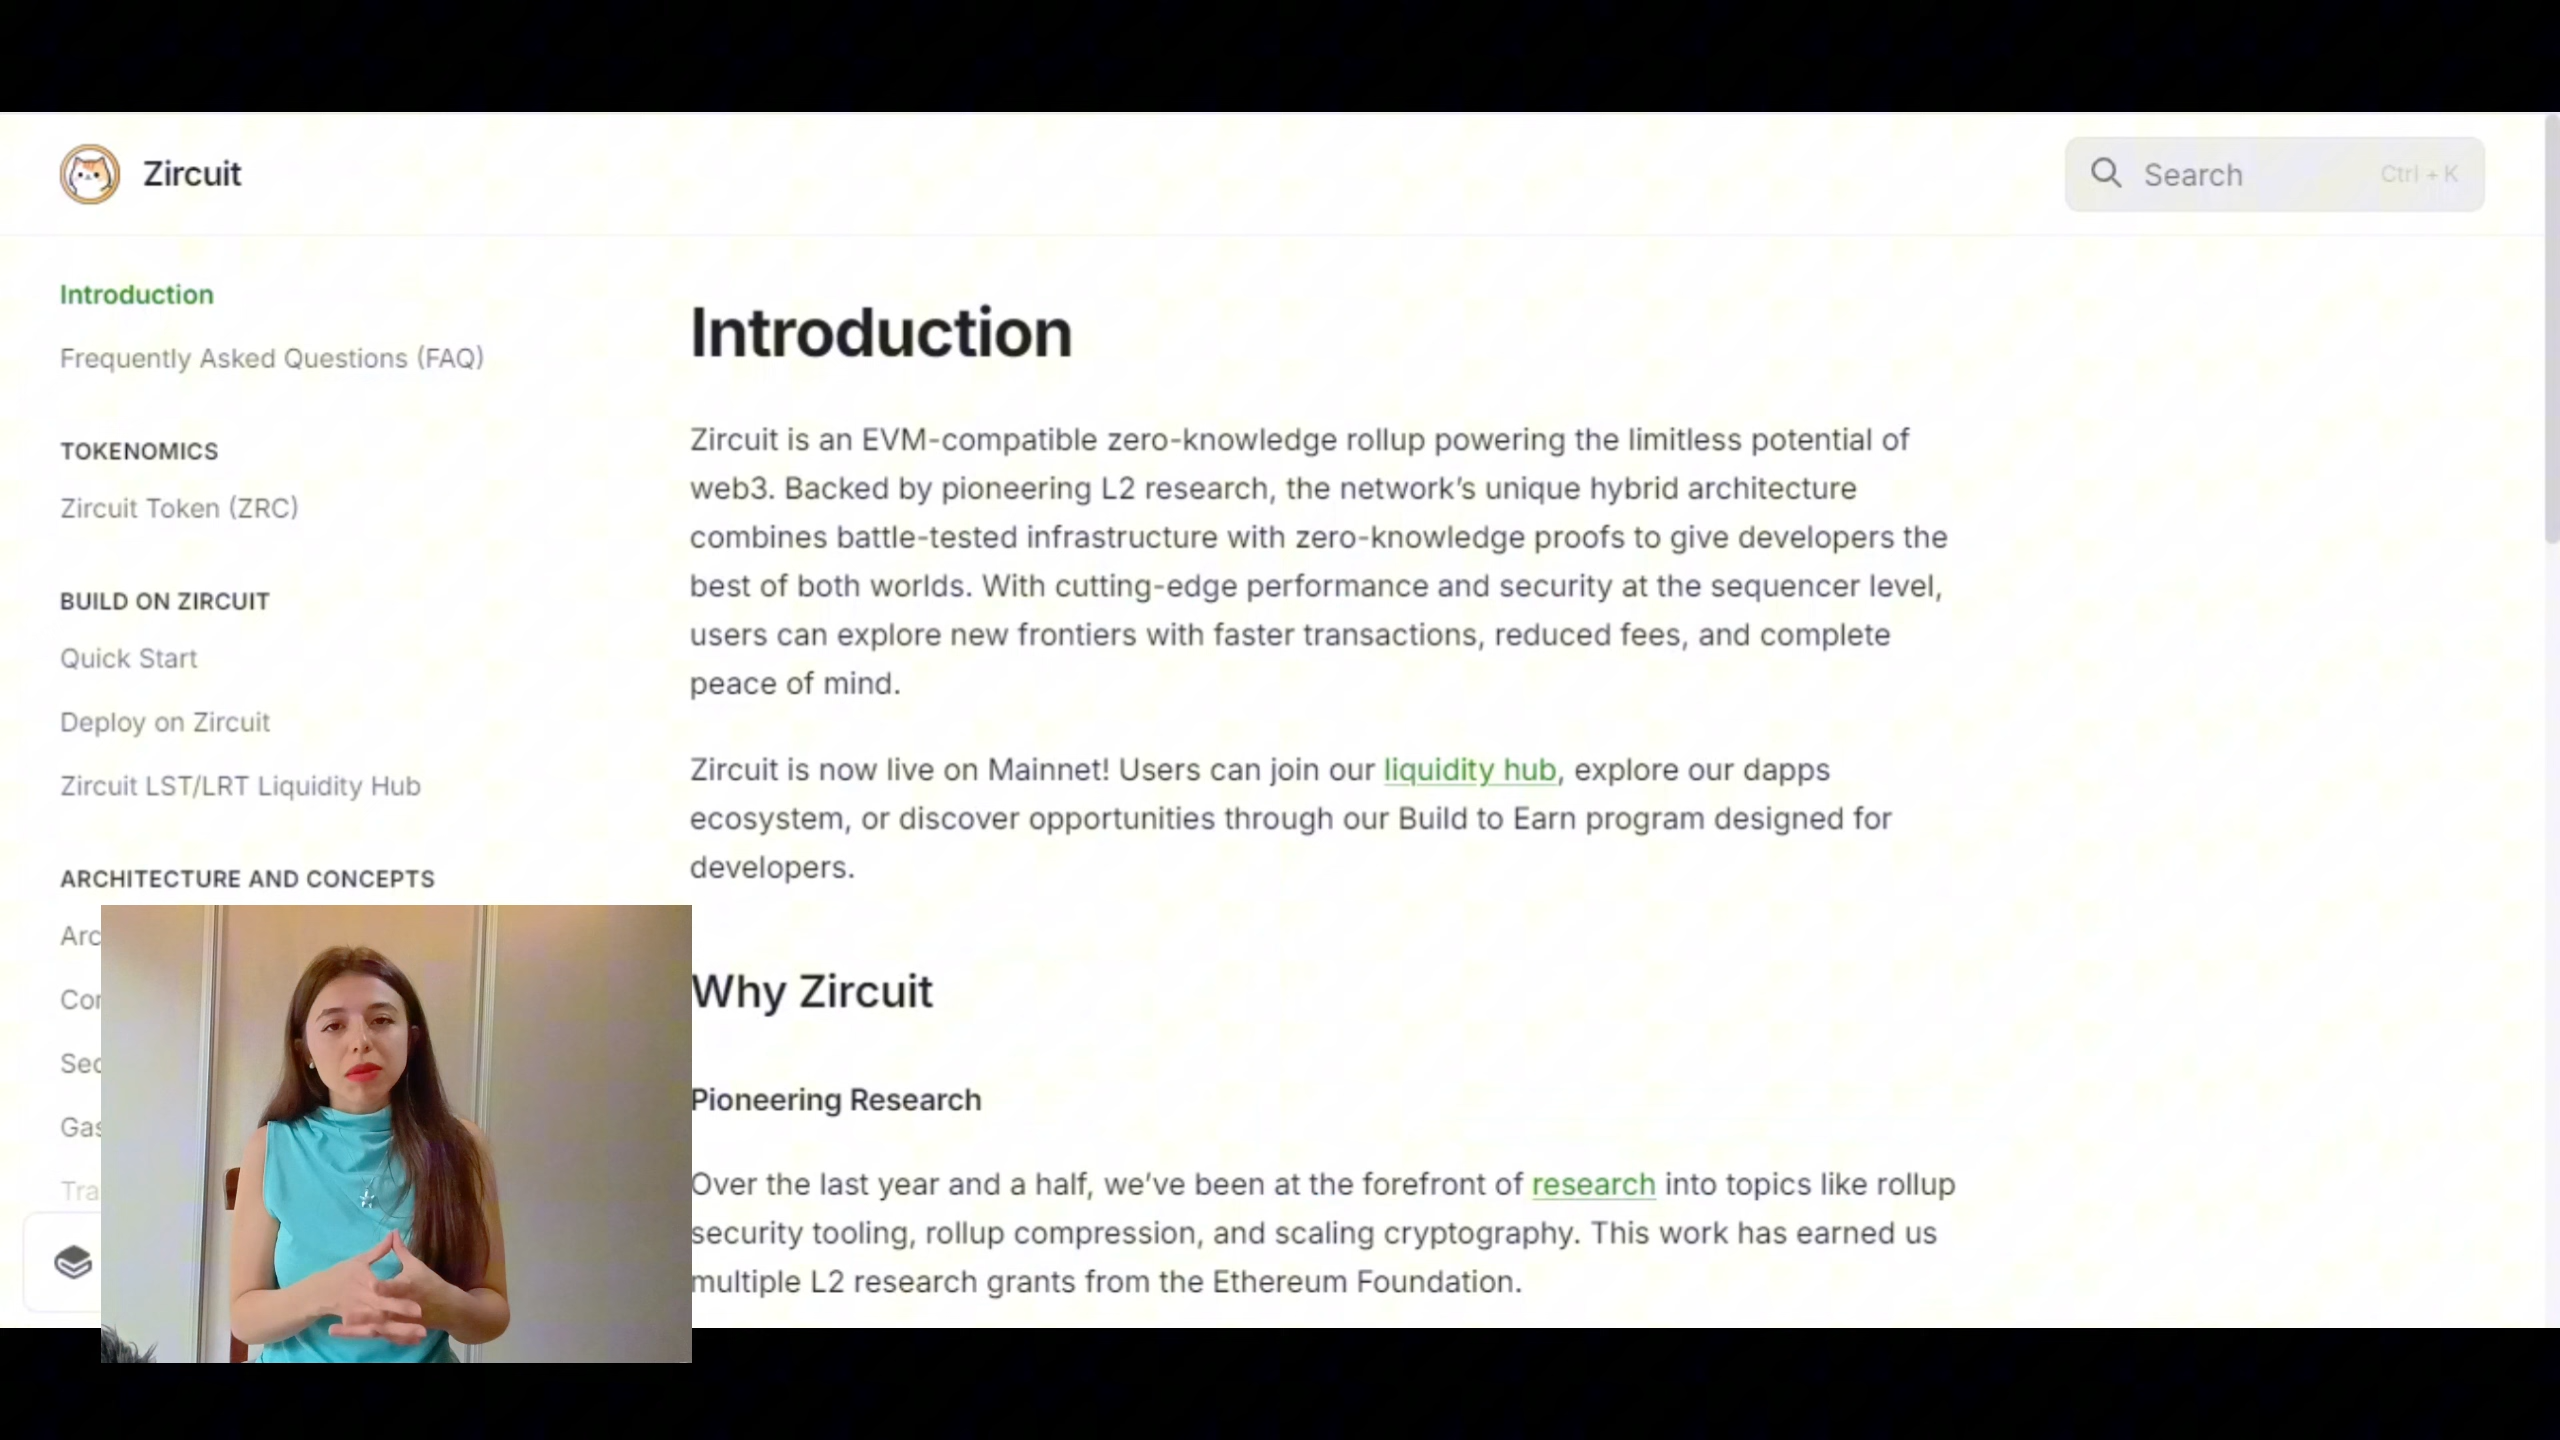 Zircuit
Search
Ctrl + K
Introduction
Frequently Asked Questions (FAQ)
TOKENOMICS
Zircuit Token (ZRC)
BUILD ON ZIRCUIT
Quick Start
Deploy on Zircuit
Zircuit LST/LRT Liquidity Hub
ARCHITECTURE AND CONCEPTS
Introduction
Zircuit is an EVM-compatible zero-knowledge rollup powering the limitless potential of
web3. Backed by pioneering L2 research, the network’s unique hybrid architecture
combines battle-tested infrastructure with zero-knowledge proofs to give developers the
best of both worlds. With cutting-edge performance and security at the sequencer level,
users can explore new frontiers with faster transactions, reduced fees, and complete
peace of mind.
Zircuit is now live on Mainnet! Users can join our liquidity hub, explore our dapps
ecosystem, or discover opportunities through our Build to Earn program designed for
developers.
Why Zircuit
Pioneering Research
Over the last year and a half, we’ve been at the forefront of research into topics like rollup
security tooling, rollup compression, and scaling cryptography. This work has earned us
multiple L2 research grants from the Ethereum Foundation.